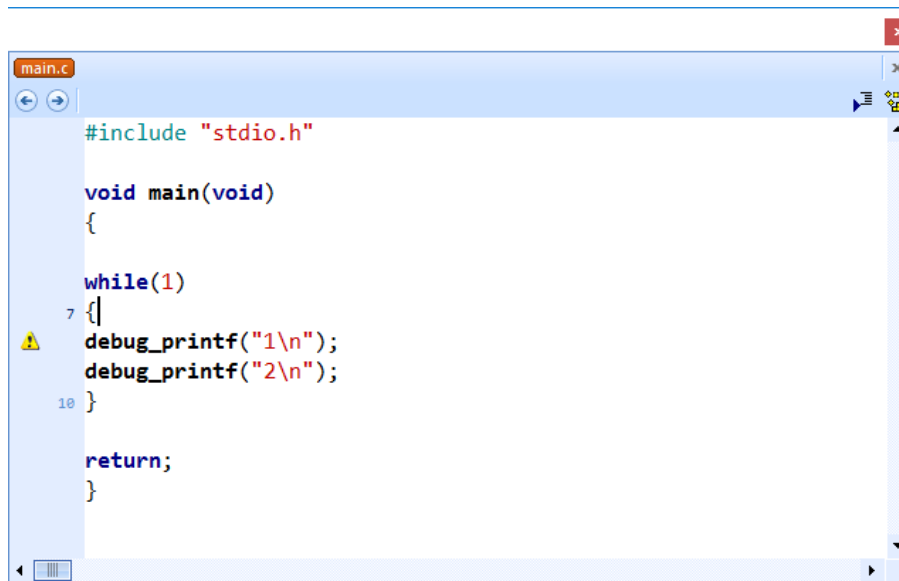 main.c
#include "stdio.h"
void main(void)
{
while(1)
7 {
debug_printf("1\n");
debug_printf("2\n");
10 }
return;
}